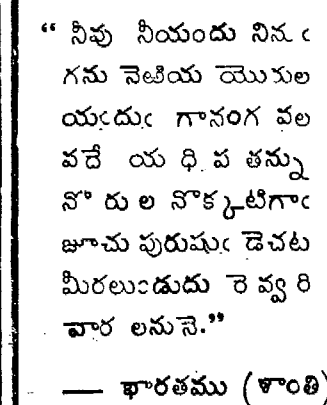 “ నీవు నీయందు నినుఁ
గను నెఱియ యొరుల
యఁదుఁ గానంగ వల
వదే య ధి ప తన్ను
నొ రు ల నొక్కటిగాఁ
జూచు పురుషుఁ డెచట
మీరలుండుదు రె వ్వ రి
వార లనునె.”
— భారతము (శాంతి)